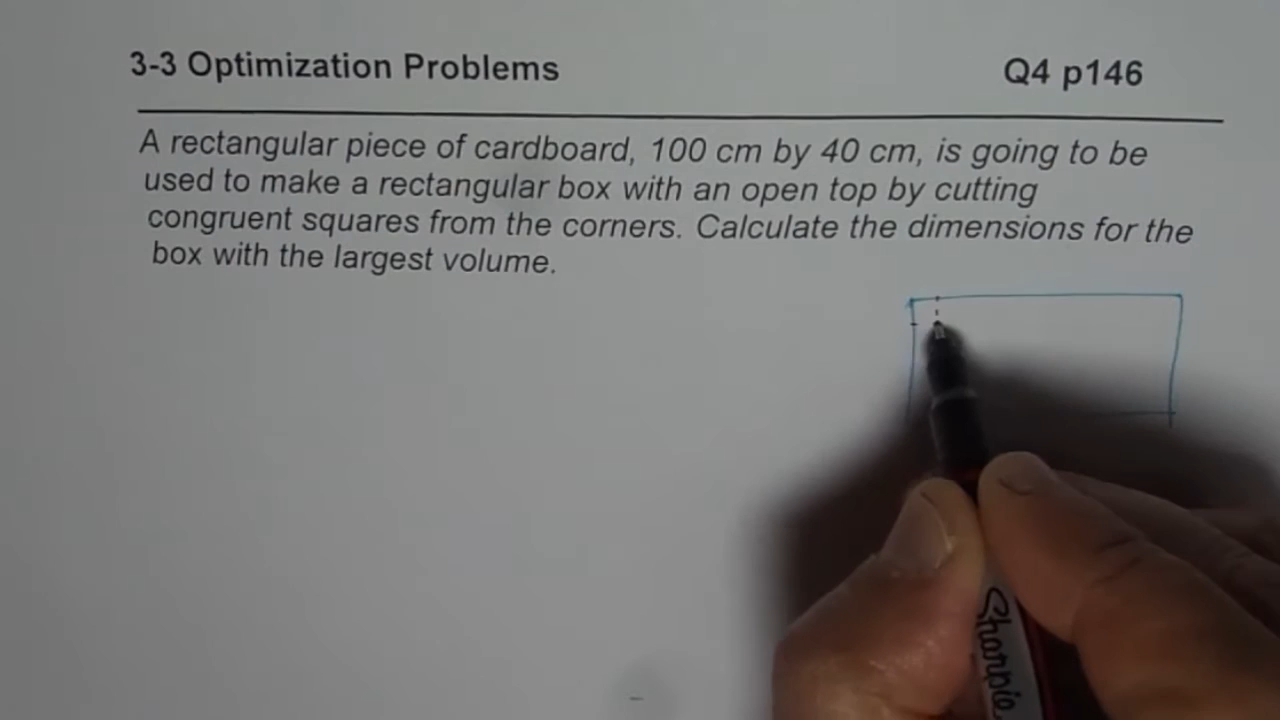 3-3 Optimization Problems Q4 p146
A rectangular piece of cardboard, 100 cm by 40 cm, is going to be
used to make a rectangular box with an open top by cutting
congruent squares from the corners. Calculate the dimensions for the
box with the largest volume.
Sharpie